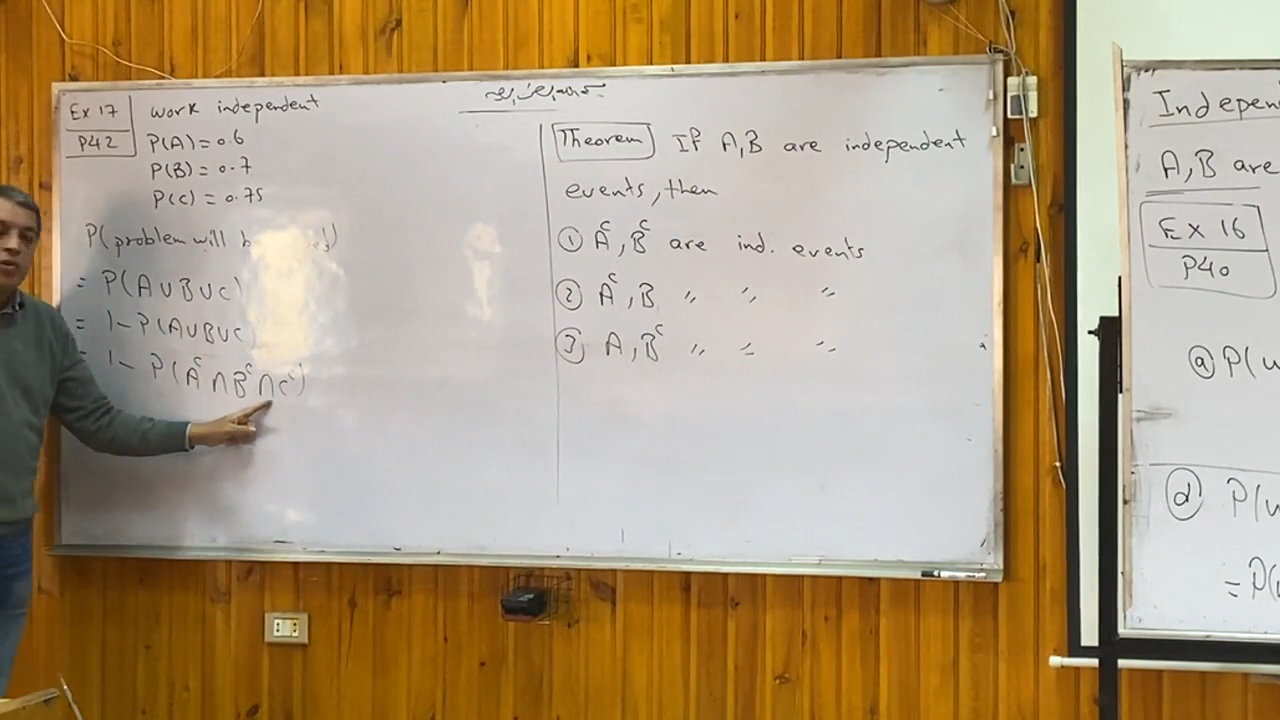 Ex 17
P42
work independent
P(A) = 0.6
P(B) = 0.7
P(C) = 0.75
P(problem will b
= P(A∪B∪C)
= 1- P(A∪B∪C)
= 1- P(Aᶜ∩Bᶜ∩Cᶜ)
Theorem If A,B are independent
events, then
① Aᶜ, Bᶜ are ind. events
② Aᶜ, B 〃 〃 〃
③ A, Bᶜ 〃 〃 〃
Indepen
A,B are
Ex 16
P40
ⓐ P(
ⓓ P(
= P(